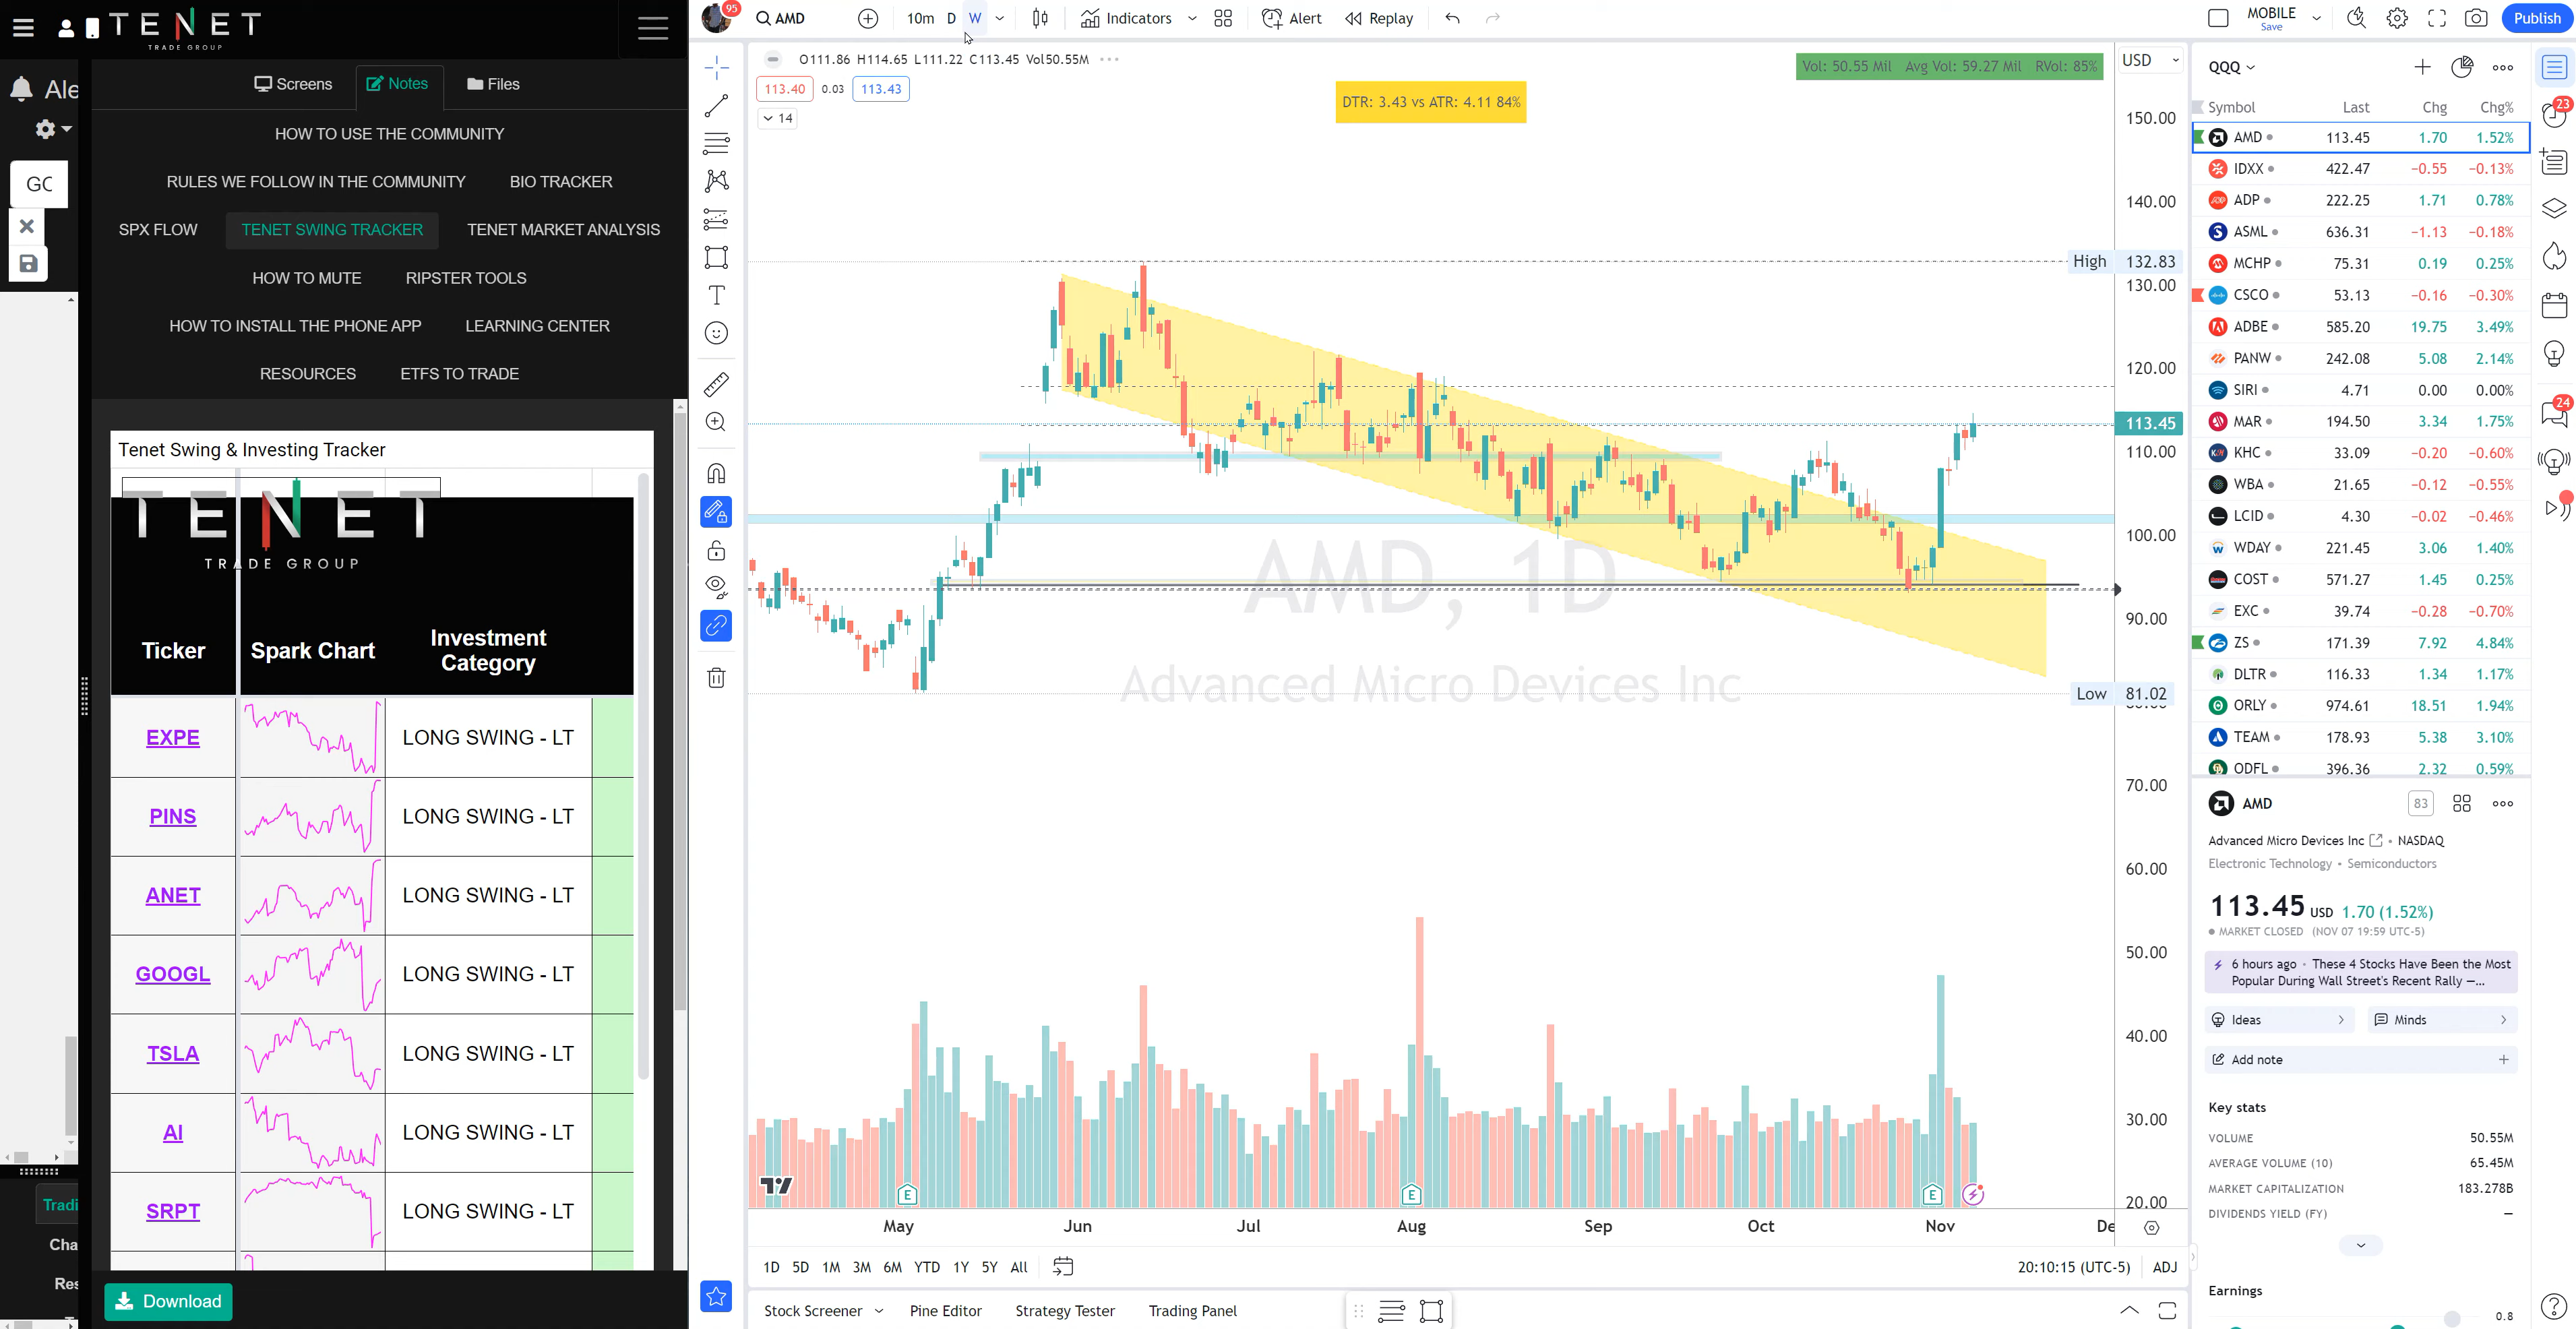 TENET
TRADE GROUP
Ale
GC
Screens Notes Files
HOW TO USE THE COMMUNITY
RULES WE FOLLOW IN THE COMMUNITY BIO TRACKER
SPX FLOW TENET SWING TRACKER TENET MARKET ANALYSIS
HOW TO MUTE RIPSTER TOOLS
HOW TO INSTALL THE PHONE APP LEARNING CENTER
RESOURCES ETFS TO TRADE
Tenet Swing & Investing Tracker
TENET
TRADE GROUP
Ticker Spark Chart Investment Category
EXPE LONG SWING - LT
PINS LONG SWING - LT
ANET LONG SWING - LT
GOOGL LONG SWING - LT
TSLA LONG SWING - LT
AI LONG SWING - LT
SRPT LONG SWING - LT
Tradi
Cha
Res
Download
95 AMD 10m D W Indicators Alert Replay
MOBILE
Save
Publish
O111.86 H114.65 L111.22 C113.45 Vol50.55M
113.40 0.03 113.43
14
DTR: 3.43 vs ATR: 4.11 84%
Vol: 50.55 Mil Avg Vol: 59.27 Mil RVol: 85%
USD
150.00
140.00
High 132.83
130.00
120.00
113.45
110.00
100.00
90.00
Low 81.02
70.00
60.00
50.00
40.00
30.00
20.00
AMD, 1D
Advanced Micro Devices Inc
E E E
May Jun Jul Aug Sep Oct Nov De
1D 5D 1M 3M 6M YTD 1Y 5Y All
20:10:15 (UTC-5) ADJ
Stock Screener Pine Editor Strategy Tester Trading Panel
QQQ
Symbol Last Chg Chg%
AMD 113.45 1.70 1.52%
IDXX 422.47 −0.55 −0.13%
ADP 222.25 1.71 0.78%
ASML 636.31 −1.13 −0.18%
MCHP 75.31 0.19 0.25%
CSCO 53.13 −0.16 −0.30%
ADBE 585.20 19.75 3.49%
PANW 242.08 5.08 2.14%
SIRI 4.71 0.00 0.00%
MAR 194.50 3.34 1.75%
KHC 33.09 −0.20 −0.60%
WBA 21.65 −0.12 −0.55%
LCID 4.30 −0.02 −0.46%
WDAY 221.45 3.06 1.40%
COST 571.27 1.45 0.25%
EXC 39.74 −0.28 −0.70%
ZS 171.39 7.92 4.84%
DLTR 116.33 1.34 1.17%
ORLY 974.61 18.51 1.94%
TEAM 178.93 5.38 3.10%
ODFL 396.36 2.32 0.59%
AMD 83
Advanced Micro Devices Inc • NASDAQ
Electronic Technology • Semiconductors
113.45 USD 1.70 (1.52%)
MARKET CLOSED (NOV 07 19:59 UTC-5)
6 hours ago • These 4 Stocks Have Been the Most
Popular During Wall Street's Recent Rally —...
Ideas Minds
Add note
Key stats
VOLUME 50.55M
AVERAGE VOLUME (10) 65.45M
MARKET CAPITALIZATION 183.278B
DIVIDENDS YIELD (FY) —
Earnings
0.8
23
24